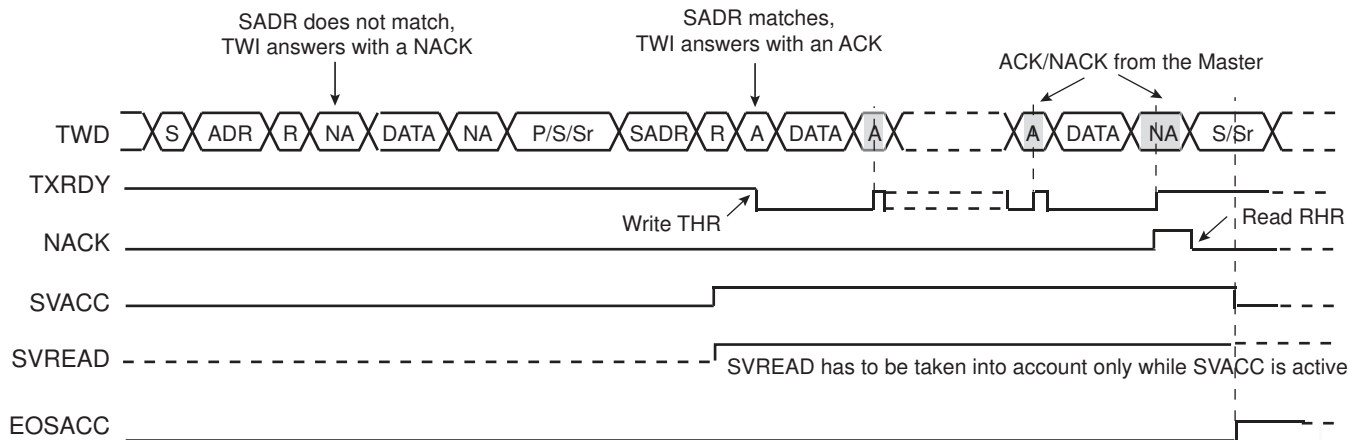 SADR does not match,
TWI answers with a NACK
SADR matches,
TWI answers with an ACK
ACK/NACK from the Master
TWD S ADR R NA DATA NA P/S/Sr SADR R A DATA A A DATA NA S/Sr
TXRDY
Write THR
Read RHR
NACK
SVACC
SVREAD
SVREAD has to be taken into account only while SVACC is active
EOSACC